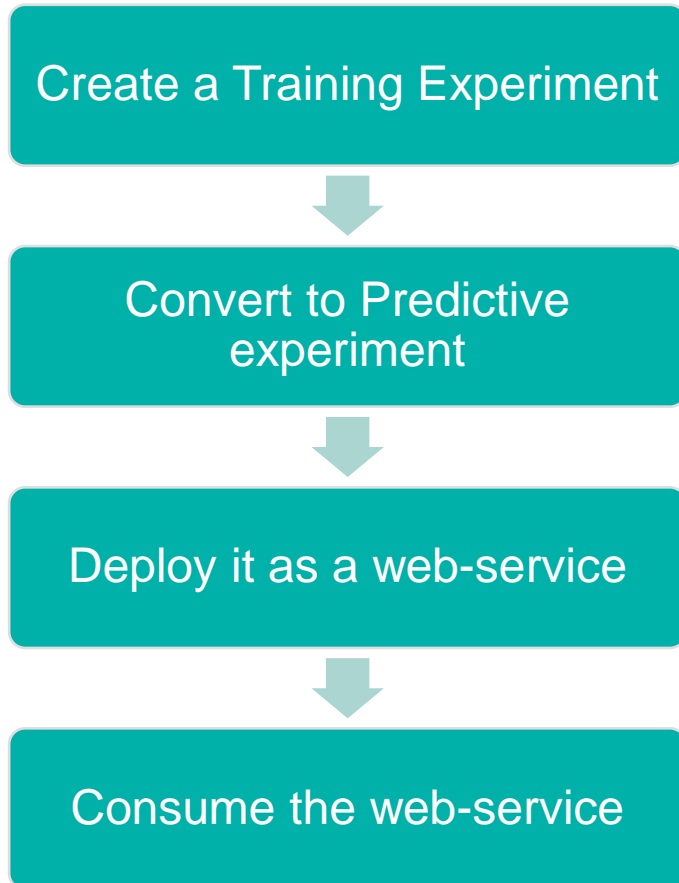 Create a Training Experiment
Convert to Predictive
experiment
Deploy it as a web-service
Consume the web-service